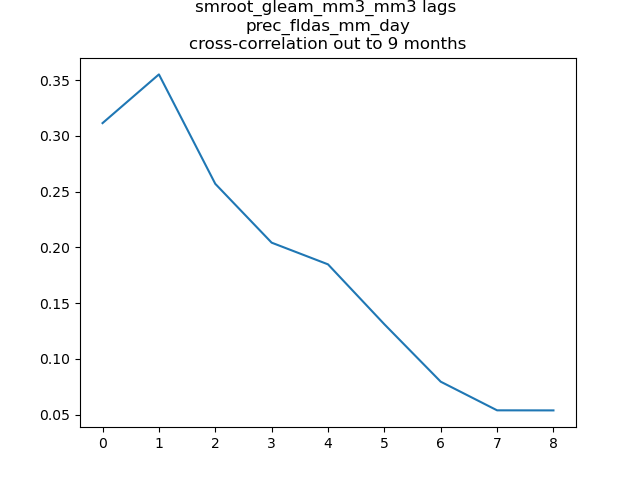 smroot_gleam_mm3_mm3 lags
prec_fldas_mm_day
cross-correlation out to 9 months
0.35
0.30
0.25
0.20
0.15
0.10
0.05
0 1 2 3 4 5 6 7 8